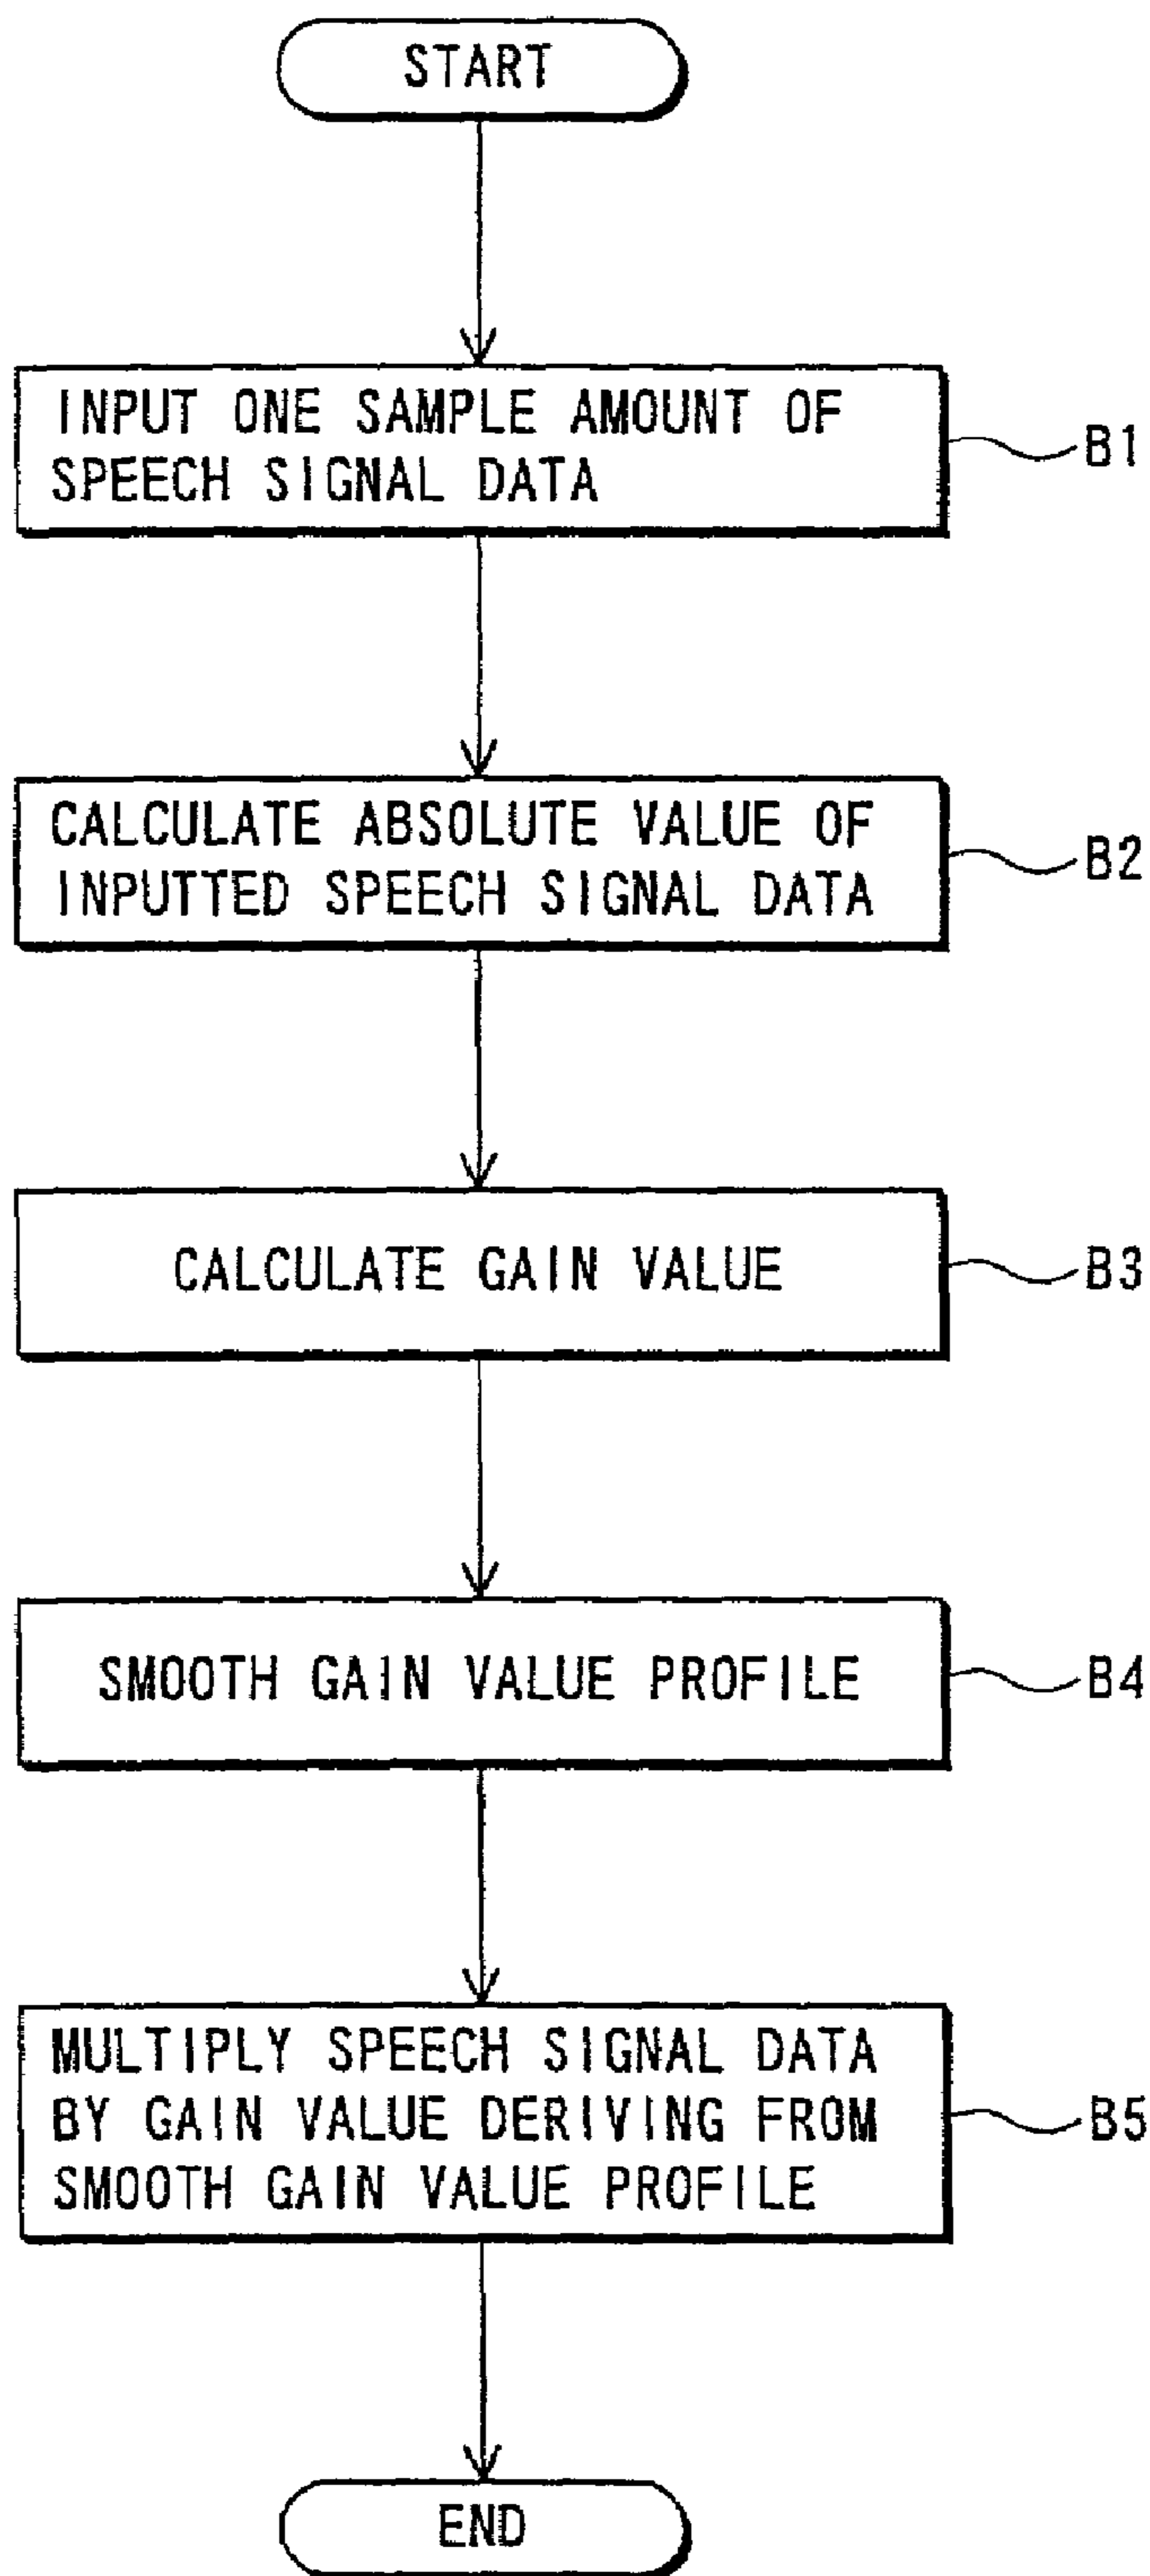 START
INPUT ONE SAMPLE AMOUNT OF
SPEECH SIGNAL DATA
B1
CALCULATE ABSOLUTE VALUE OF
INPUTTED SPEECH SIGNAL DATA
B2
CALCULATE GAIN VALUE
B3
SMOOTH GAIN VALUE PROFILE
B4
MULTIPLY SPEECH SIGNAL DATA
BY GAIN VALUE DERIVING FROM
SMOOTH GAIN VALUE PROFILE
B5
END